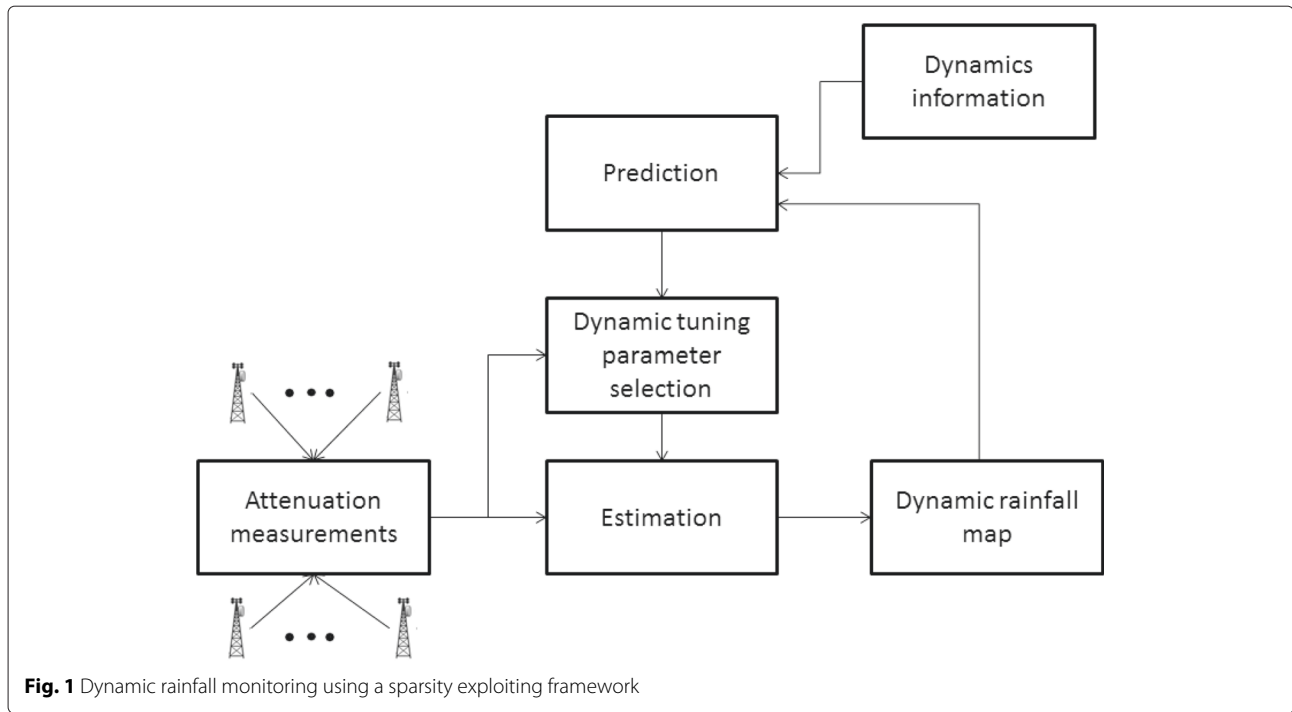 Dynamics
information
Prediction
Dynamic tuning
parameter
selection
Attenuation
measurements
Estimation
Dynamic rainfall
map
Fig. 1 Dynamic rainfall monitoring using a sparsity exploiting framework